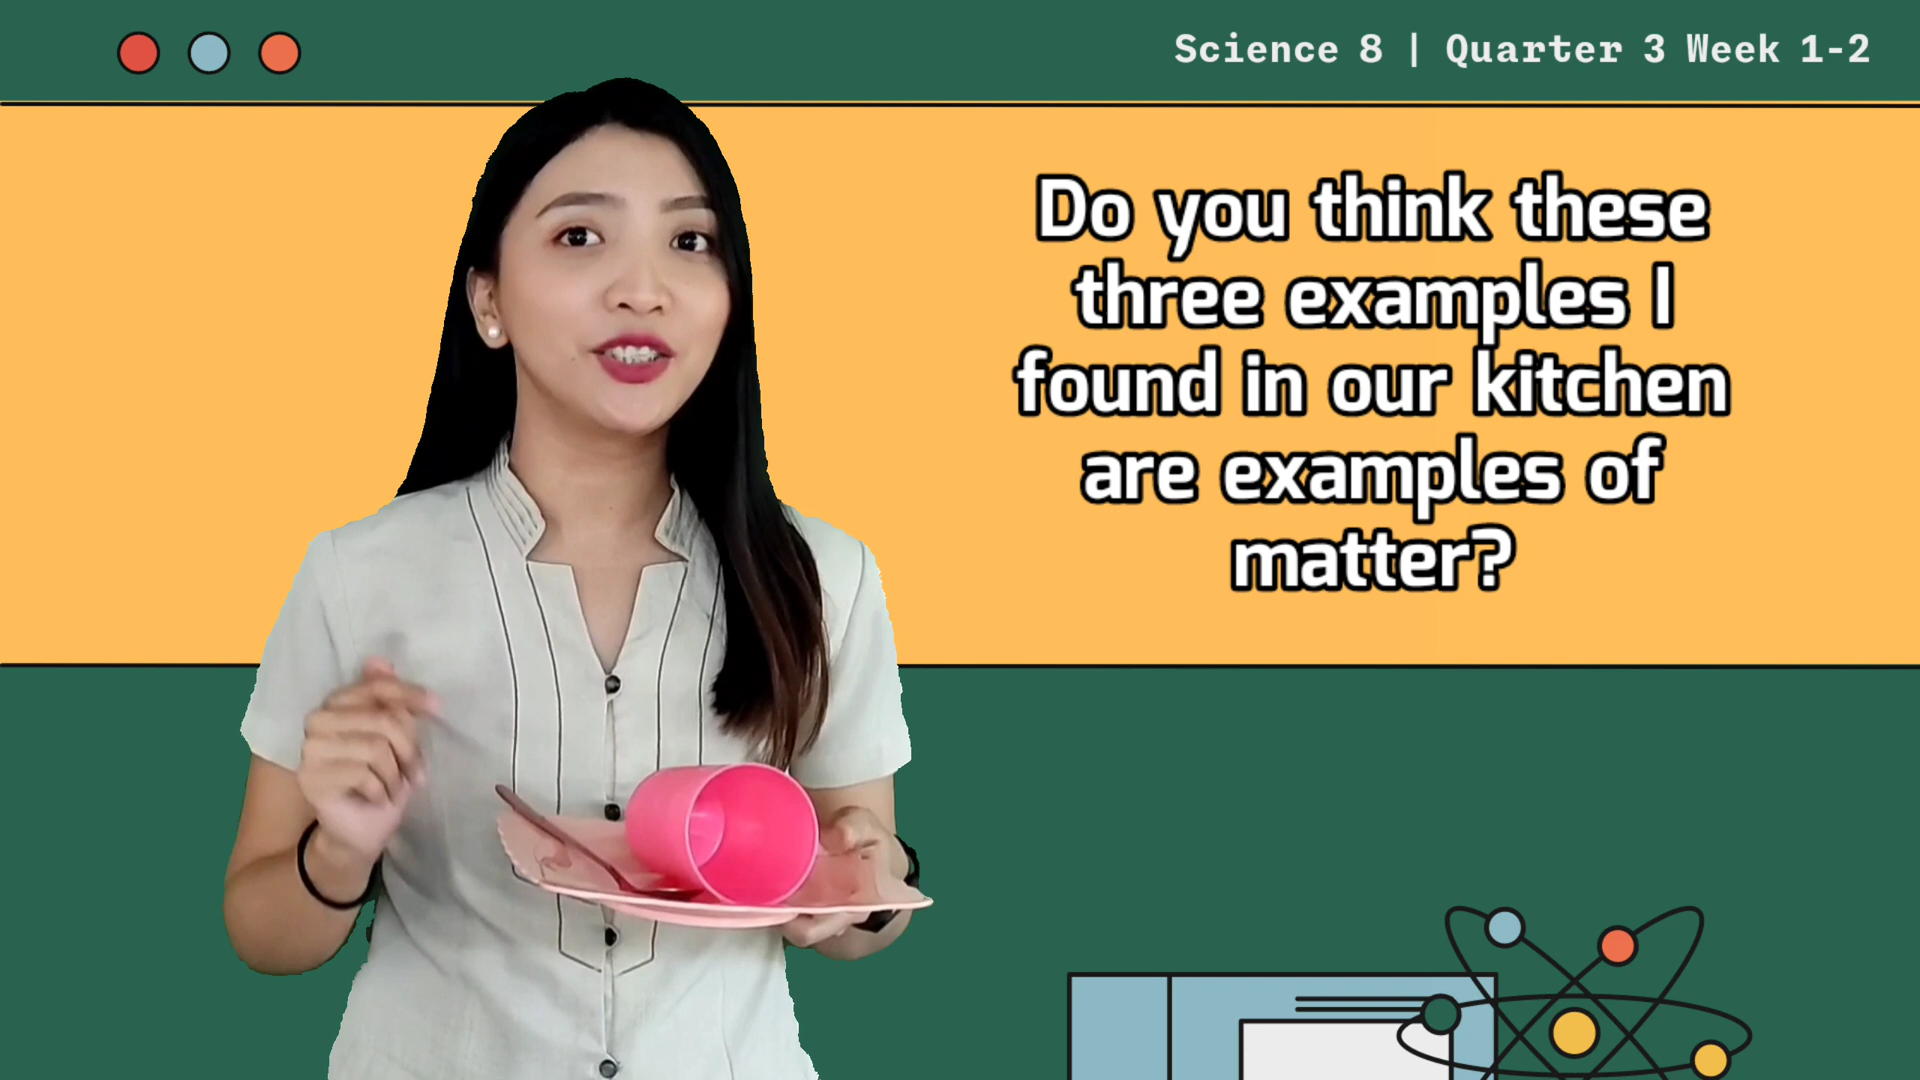 Science 8 | Quarter 3 Week 1-2
Do you think these
three examples I
found in our kitchen
are examples of
matter?